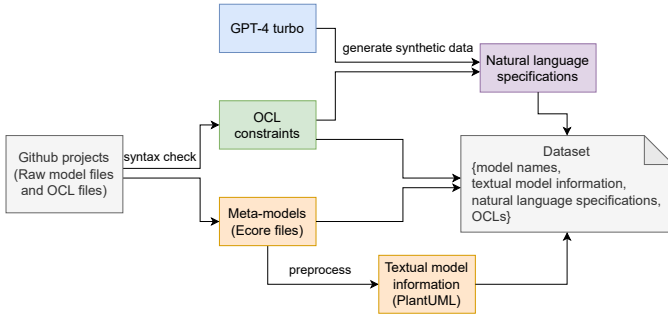 GPT-4 turbo
generate synthetic data
Natural language
specifications
OCL
constraints
Github projects
(Raw model files
and OCL files)
syntax check
Dataset
{model names,
textual model information,
natural language specifications,
OCLs}
Meta-models
(Ecore files)
preprocess
Textual model
information
(PlantUML)